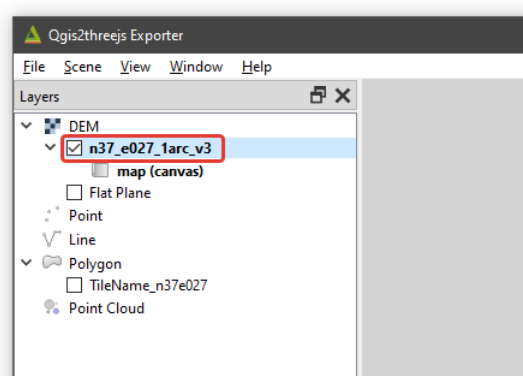 Qgis2threejs Exporter
File Scene View Window Help
Layers
DEM
n37_e027_1arc_v3
map (canvas)
Flat Plane
Point
Line
Polygon
TileName_n37e027
Point Cloud